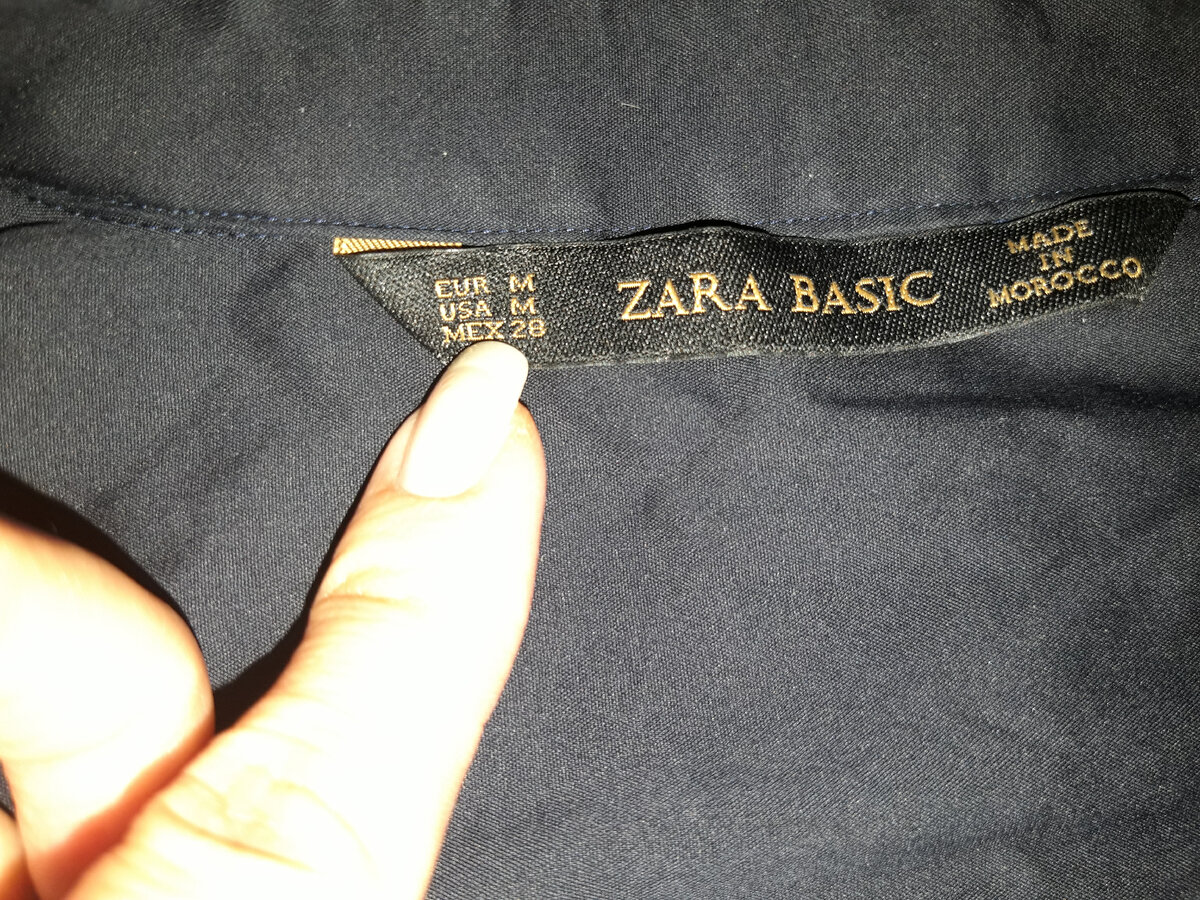 EUR M
USA M
MEX 28
ZARA BASIC
MADE
IN
MOROCCO